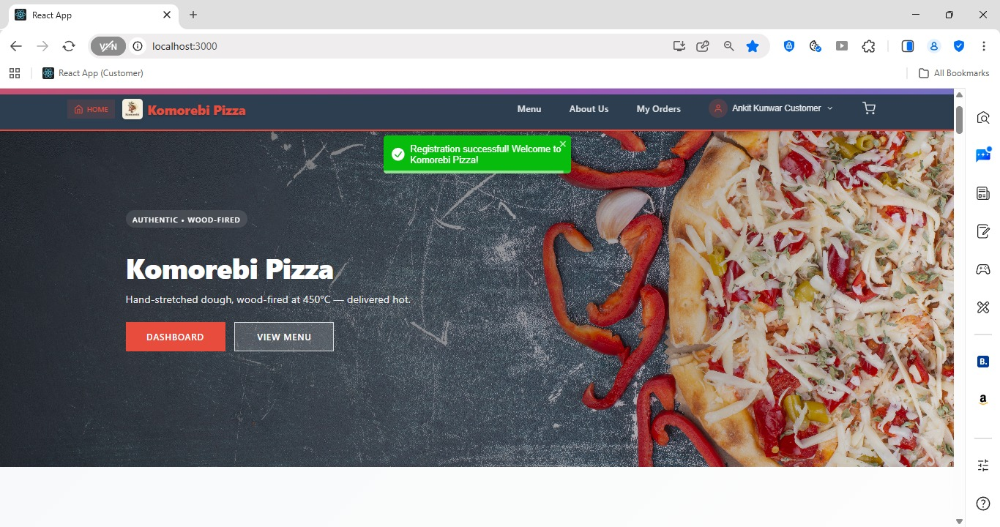 React App
VPN
localhost:3000
React App (Customer)
All Bookmarks
HOME
Komorebi Pizza
Menu
About Us
My Orders
Ankit Kunwar Customer
Registration successful! Welcome to
Komorebi Pizza!
AUTHENTIC • WOOD-FIRED
Komorebi Pizza
Hand-stretched dough, wood-fired at 450°C — delivered hot.
DASHBOARD
VIEW MENU
B.
a